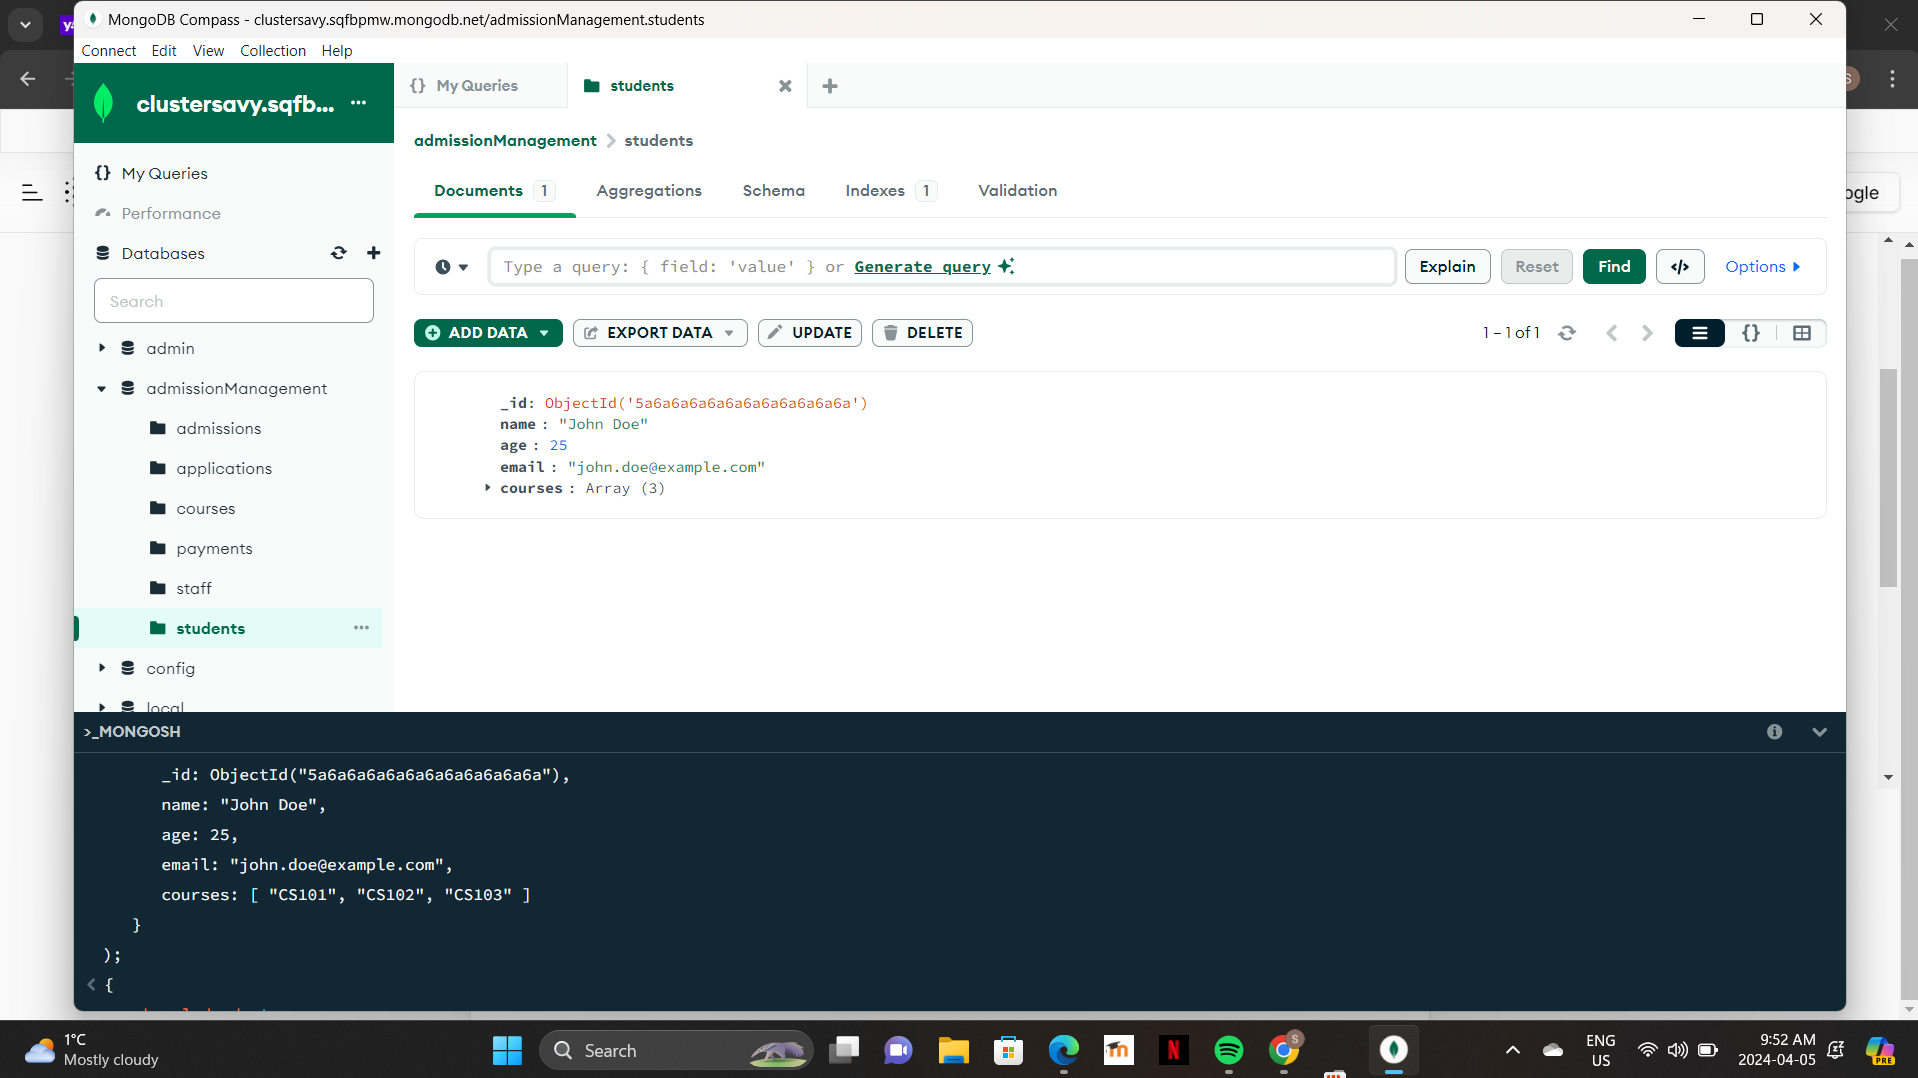 MongoDB Compass - clustersavy.sqfbpmw.mongodb.net/admissionManagement.students
Connect Edit View Collection Help
clustersavy.sqfb... ...
{} My Queries
students
admissionManagement > students
My Queries
Performance
Databases
Search
admin
admissionManagement
admissions
applications
courses
payments
staff
students ...
config
local
Documents 1 Aggregations Schema Indexes 1 Validation
Type a query: { field: 'value' } or Generate query
Explain Reset Find </> Options
ADD DATA EXPORT DATA UPDATE DELETE
1 – 1 of 1
{}
_id: ObjectId('5a6a6a6a6a6a6a6a6a6a6a6a')
name : "John Doe"
age : 25
email : "john.doe@example.com"
courses : Array (3)
>_MONGOSH
_id: ObjectId("5a6a6a6a6a6a6a6a6a6a6a6a"),
name: "John Doe",
age: 25,
email: "john.doe@example.com",
courses: [ "CS101", "CS102", "CS103" ]
}
);
< {
ogle
S
1°C
Mostly cloudy
Search
S
ENG
US
9:52 AM
2024-04-05
PRE